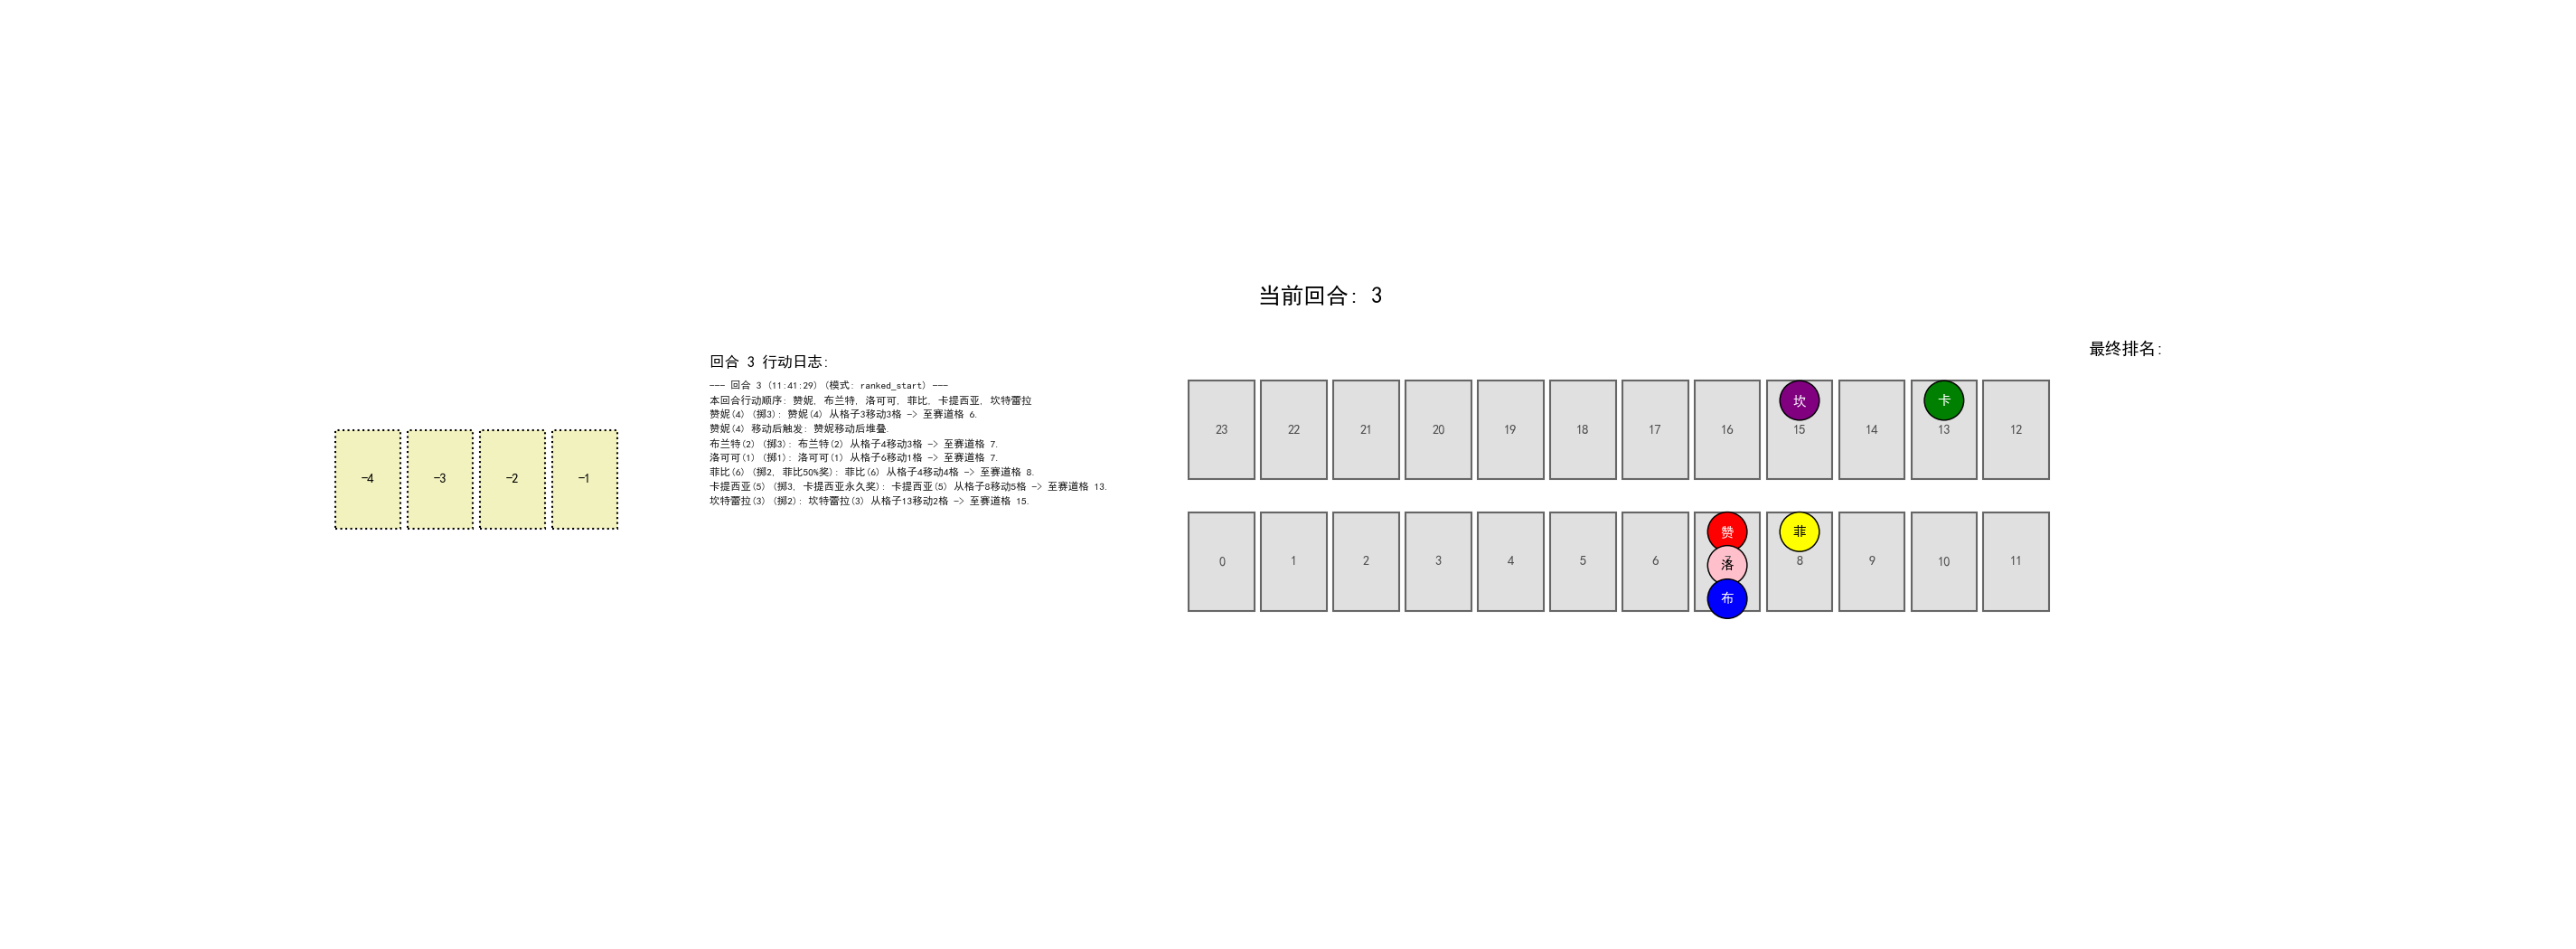 当前回合: 3
最终排名:
回合 3 行动日志:
--- 回合 3 (11:41:29) (模式: ranked_start) ---
本回合行动顺序: 赞妮, 布兰特, 洛可可, 菲比, 卡提西亚, 坎特蕾拉
赞妮(4) (掷3): 赞妮(4) 从格子3移动3格 -> 至赛道格 6.
赞妮(4) 移动后触发: 赞妮移动后堆叠.
布兰特(2) (掷3): 布兰特(2) 从格子4移动3格 -> 至赛道格 7.
洛可可(1) (掷1): 洛可可(1) 从格子6移动1格 -> 至赛道格 7.
菲比(6) (掷2, 菲比50%奖): 菲比(6) 从格子4移动4格 -> 至赛道格 8.
卡提西亚(5) (掷3, 卡提西亚永久奖): 卡提西亚(5) 从格子8移动5格 -> 至赛道格 13.
坎特蕾拉(3) (掷2): 坎特蕾拉(3) 从格子13移动2格 -> 至赛道格 15.
-4 -3 -2 -1
坎 卡
23 22 21 20 19 18 17 16 15 14 13 12
赞 菲
0 1 2 3 4 5 6 7 8 9 10 11
洛
布